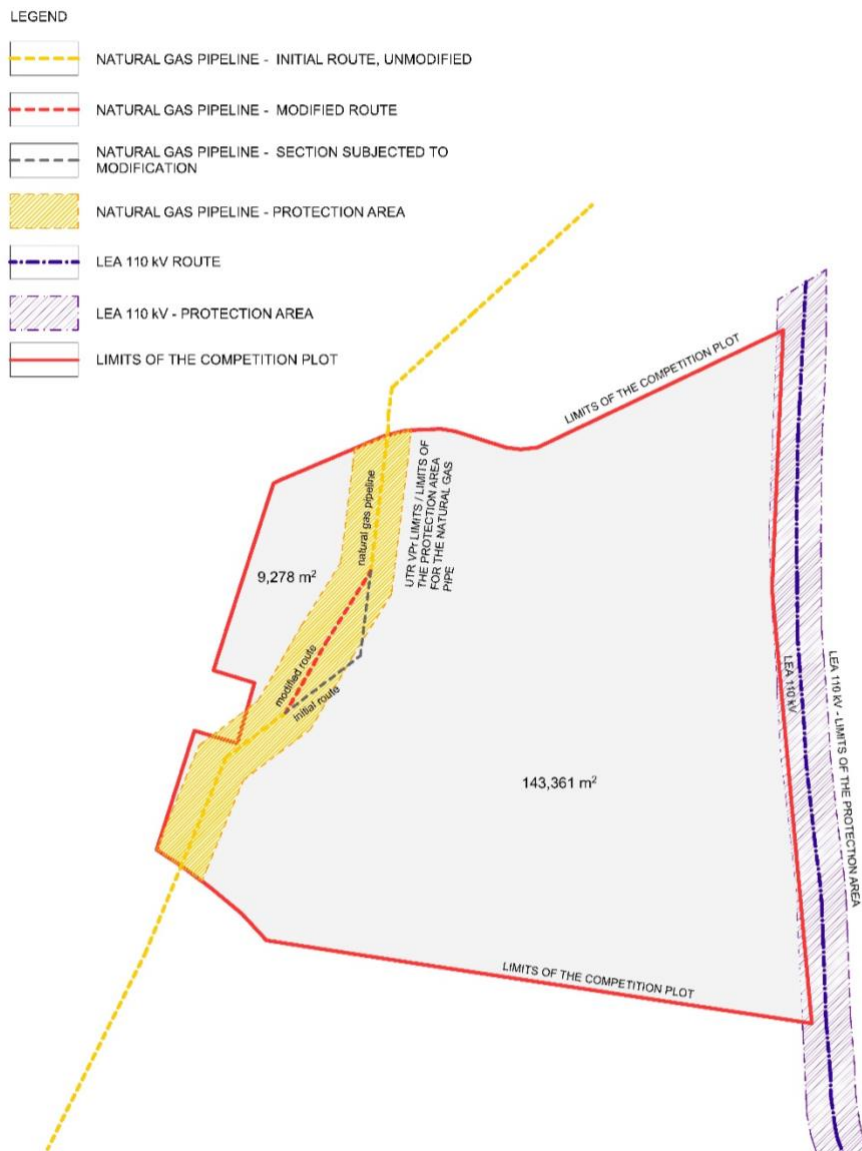 LEGEND
NATURAL GAS PIPELINE - INITIAL ROUTE, UNMODIFIED
NATURAL GAS PIPELINE - MODIFIED ROUTE
NATURAL GAS PIPELINE - SECTION SUBJECTED TO
MODIFICATION
NATURAL GAS PIPELINE - PROTECTION AREA
LEA 110 kV ROUTE
LEA 110 kV - PROTECTION AREA
LIMITS OF THE COMPETITION PLOT
LIMITS OF THE COMPETITION PLOT
natural gas pipeline
UTR VPr LIMITS / LIMITS OF
THE PROTECTION AREA
FOR THE NATURAL GAS
PIPE
9,278 m²
modified route
initial route
LEA 110 kV
LEA 110 kV - LIMITS OF THE PROTECTION AREA
143,361 m²
LIMITS OF THE COMPETITION PLOT